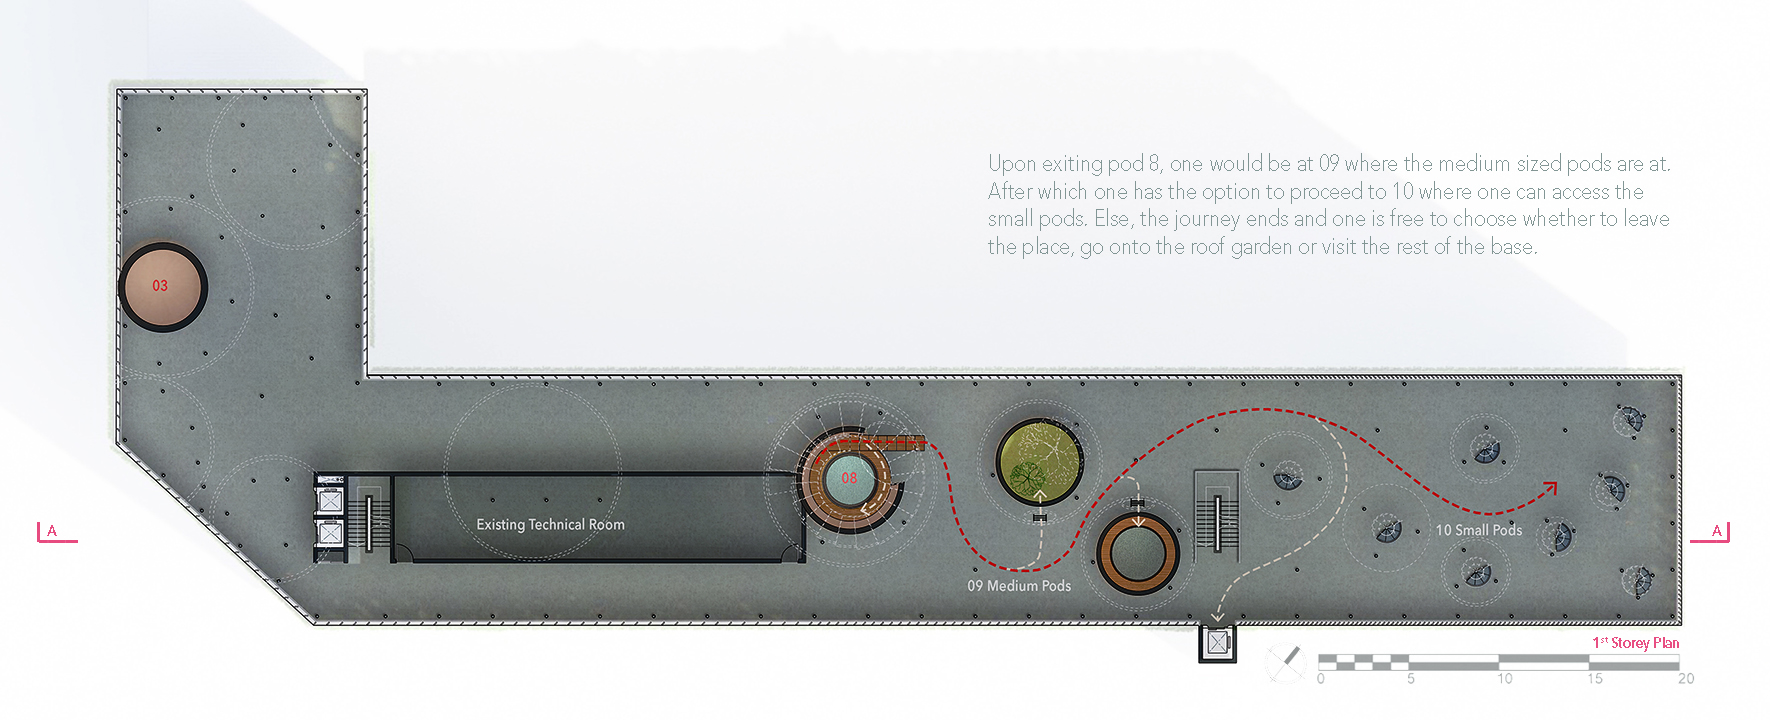 Upon exiting pod 8, one would be at 09 where the medium sized pods are at.
After which one has the option to proceed to 10 where one can access the
small pods. Else, the journey ends and one is free to choose whether to leave
the place, go onto the roof garden or visit the rest of the base.
03
08
Existing Technical Room
A
A
10 Small Pods
09 Medium Pods
1st Storey Plan
0 5 10 15 20